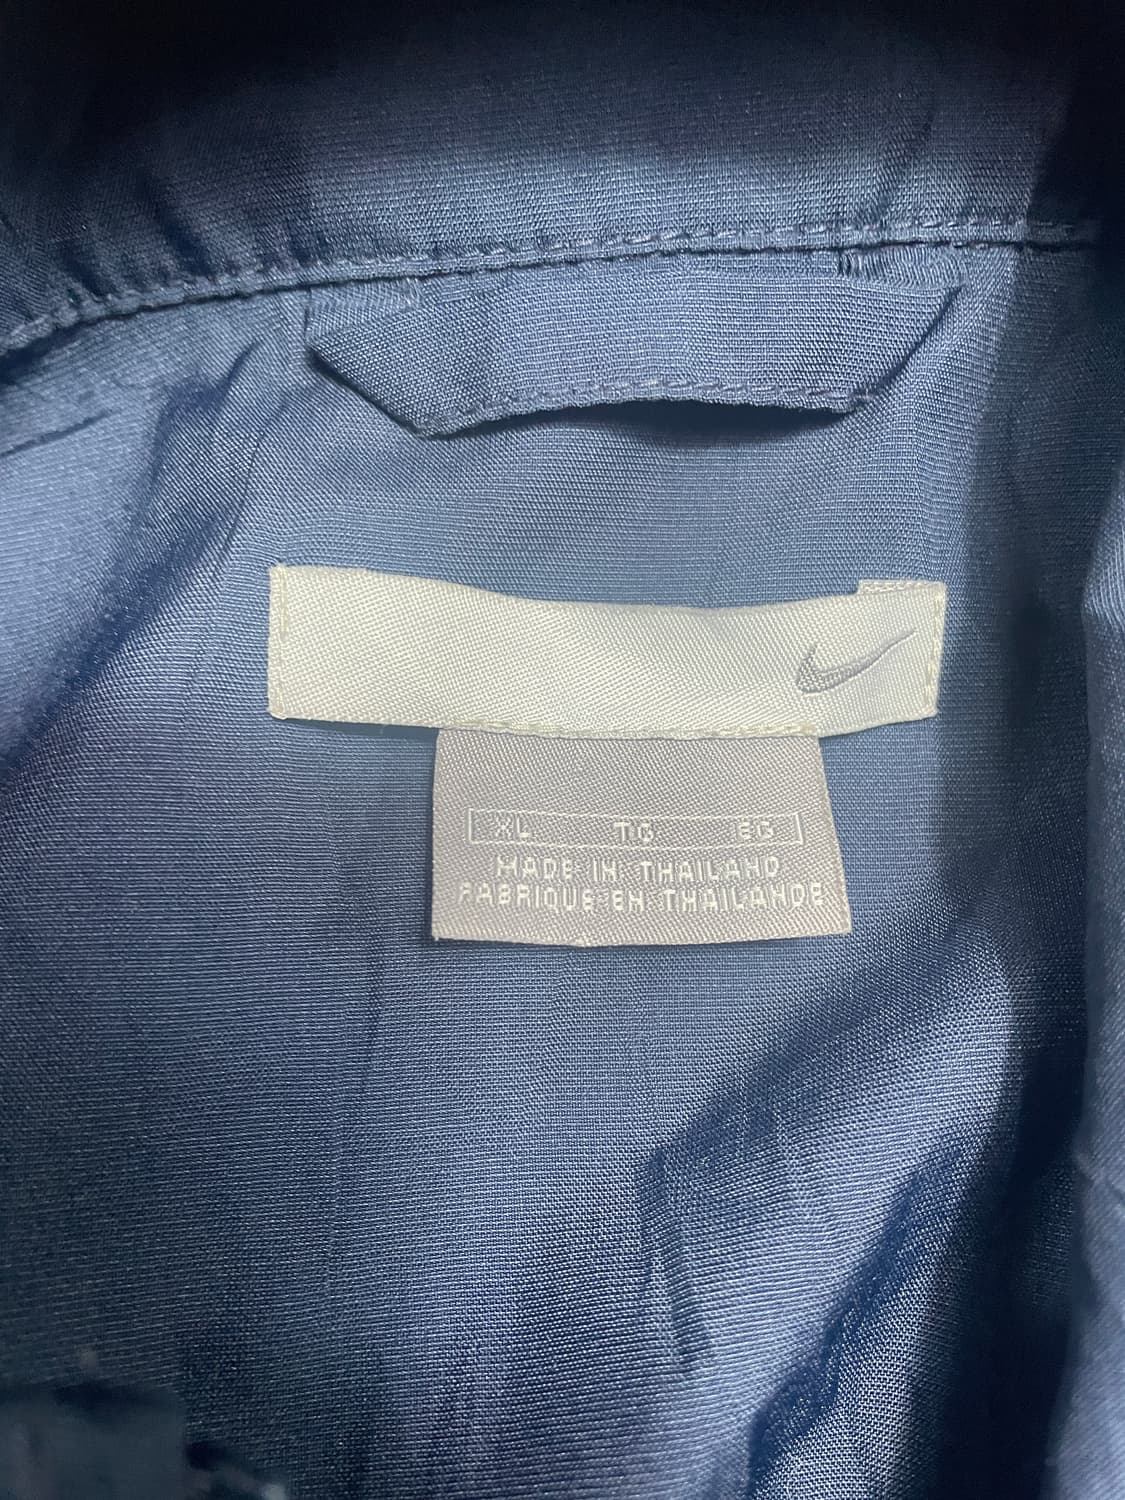 XL TG EG
MADE IN THAILAND
FABRIQUE EN THAILANDE